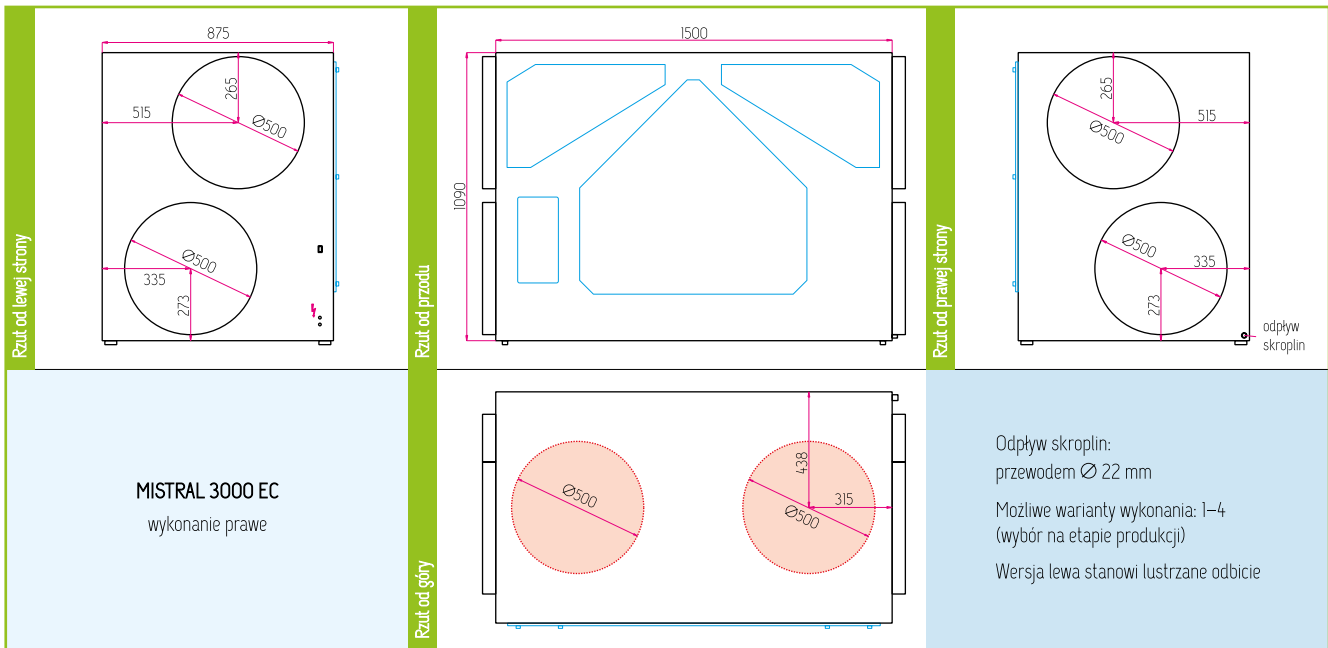 Rzut od lewej strony
875
265
515
Ø500
Ø500
335
273
Rzut od przodu
1500
1090
Rzut od prawej strony
265
515
Ø500
Ø500
335
273
odpływ
skroplin
MISTRAL 3000 EC
wykonanie prawe
Rzut od góry
Ø500
438
315
Ø500
Odpływ skroplin:
przewodem Ø 22 mm
Możliwe warianty wykonania: 1–4
(wybór na etapie produkcji)
Wersja lewa stanowi lustrzane odbicie